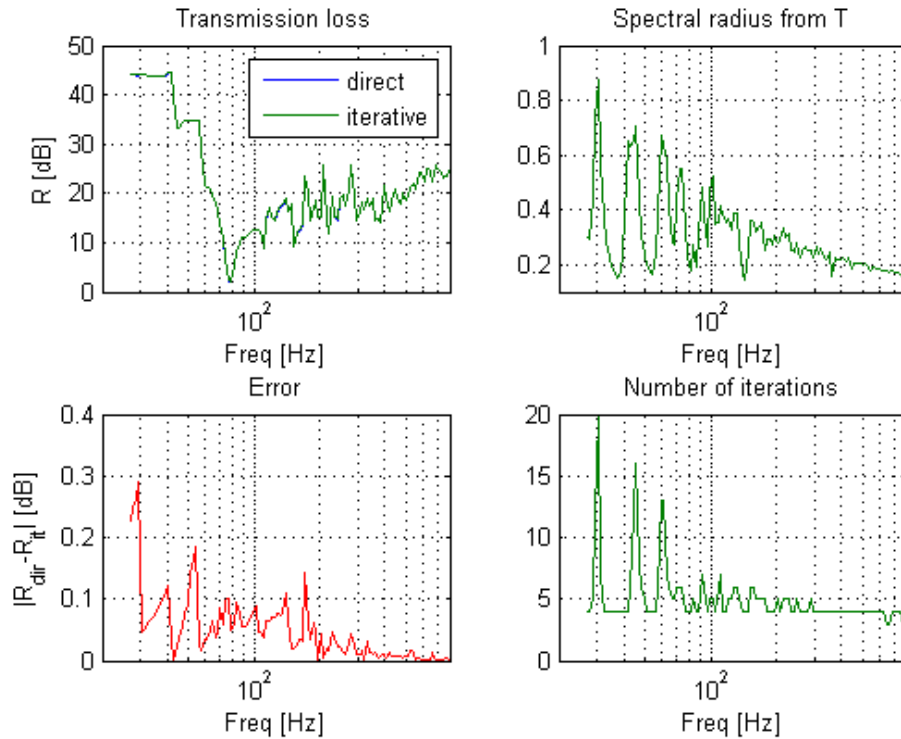 Transmission loss
50
40
30
20
10
0
R [dB]
direct
iterative
10^2
Freq [Hz]
Spectral radius from T
1
0.8
0.6
0.4
0.2
10^2
Freq [Hz]
Error
0.4
0.3
0.2
0.1
0
|R_dir-R_it| [dB]
10^2
Freq [Hz]
Number of iterations
20
15
10
5
0
10^2
Freq [Hz]